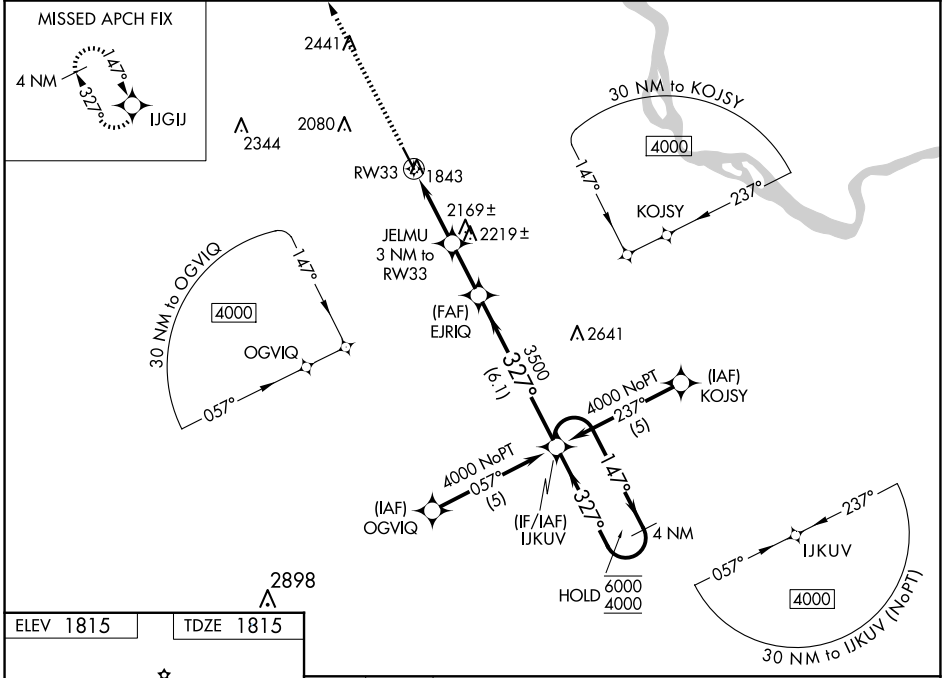 MISSED APCH FIX
4 NM
147°
327°
IJGIJ
2441
2344
2080
RW33
1843
2169±
2219±
JELMU
3 NM to
RW33
(FAF)
EJRIQ
30 NM to KOJSY
4000
147°
237°
KOJSY
30 NM to OGVIQ
4000
147°
OGVIQ
057°
2641
3500
327°
(6.1)
(IAF)
KOJSY
4000 NoPT
237°
(5)
4000 NoPT
057°
(5)
(IAF)
OGVIQ
(IF/IAF)
IJKUV
327°
147°
4 NM
HOLD
6000
4000
237°
057°
IJKUV
4000
30 NM to IJKUV (NoPT)
2898
ELEV 1815
TDZE 1815